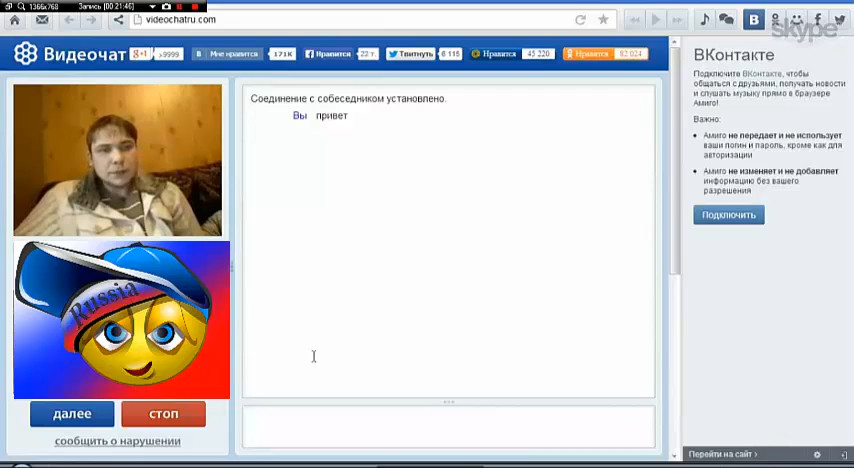 1366x768 Запись [00:21:46]
videochatru.com
skype
Видеочат +1 >9999 В Мне нравится 171K Нравится 22 т. Твитнуть 6 115 Нравится 45 220 Нравится 82 024
Соединение с собеседником установлено.
Вы привет
Russia
далее стоп
сообщить о нарушении
ВКонтакте
Подключите ВКонтакте, чтобы
общаться с друзьями, получать новости
и слушать музыку прямо в браузере
Амиго!
Важно:
Амиго не передает и не использует
ваши логин и пароль, кроме как для
авторизации
Амиго не изменяет и не добавляет
информацию без вашего
разрешения
Подключить
Перейти на сайт ›